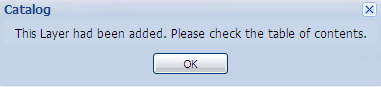 Catalog
This Layer had been added. Please check the table of contents.
OK